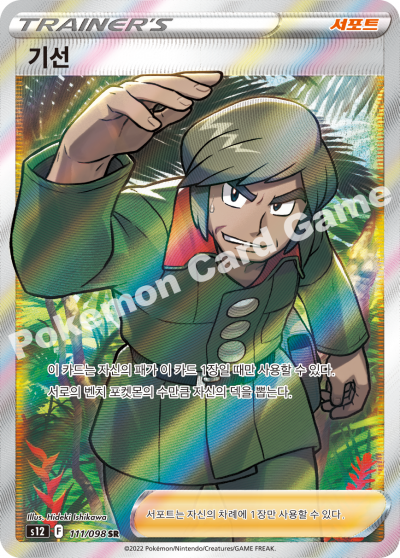 TRAINER'S
서포트
기선
Pokémon Card Game
이 카드는 자신의 패가 이 카드 1장일 때만 사용할 수 있다.
서로의 벤치 포켓몬의 수만큼 자신의 덱을 뽑는다.
Illus. Hideki Ishikawa
서포트는 자신의 차례에 1장만 사용할 수 있다.
s12 F 111/098 SR
©2022 Pokémon/Nintendo/Creatures/GAME FREAK.